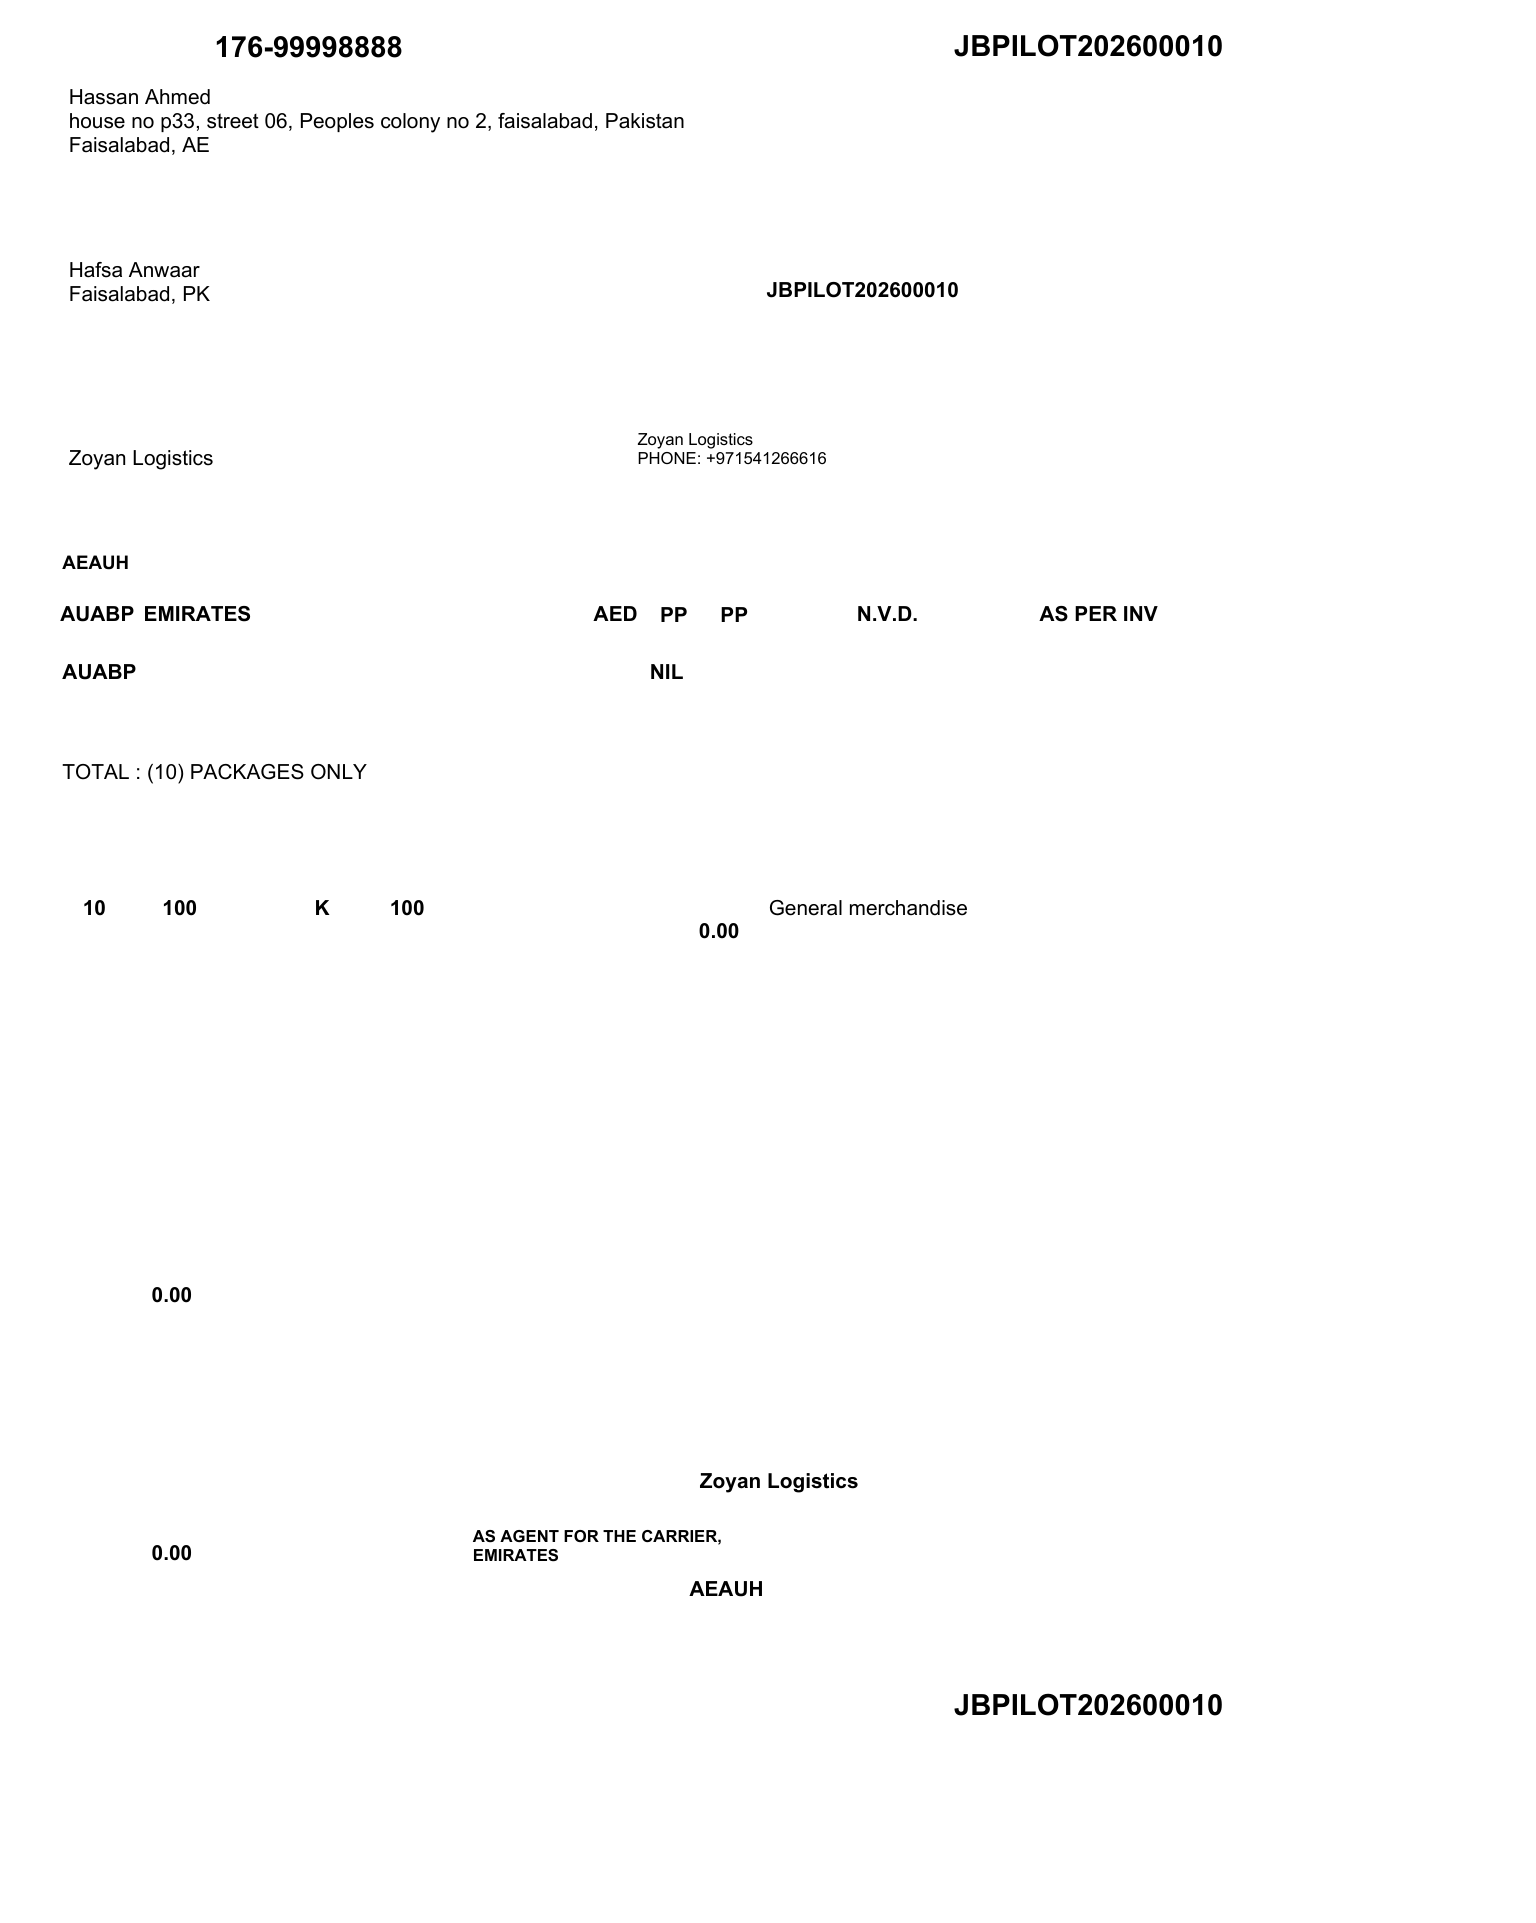 176-99998888 JBPILOT202600010
Hassan Ahmed
house no p33, street 06, Peoples colony no 2, faisalabad, Pakistan
Faisalabad, AE
Hafsa Anwaar
Faisalabad, PK
JBPILOT202600010
Zoyan Logistics
Zoyan Logistics
PHONE: +971541266616
AEAUH
AUABP EMIRATES AED PP PP N.V.D. AS PER INV
AUABP NIL
TOTAL : (10) PACKAGES ONLY
10 100 K 100 General merchandise
0.00
0.00
Zoyan Logistics
AS AGENT FOR THE CARRIER,
EMIRATES
0.00
AEAUH
JBPILOT202600010